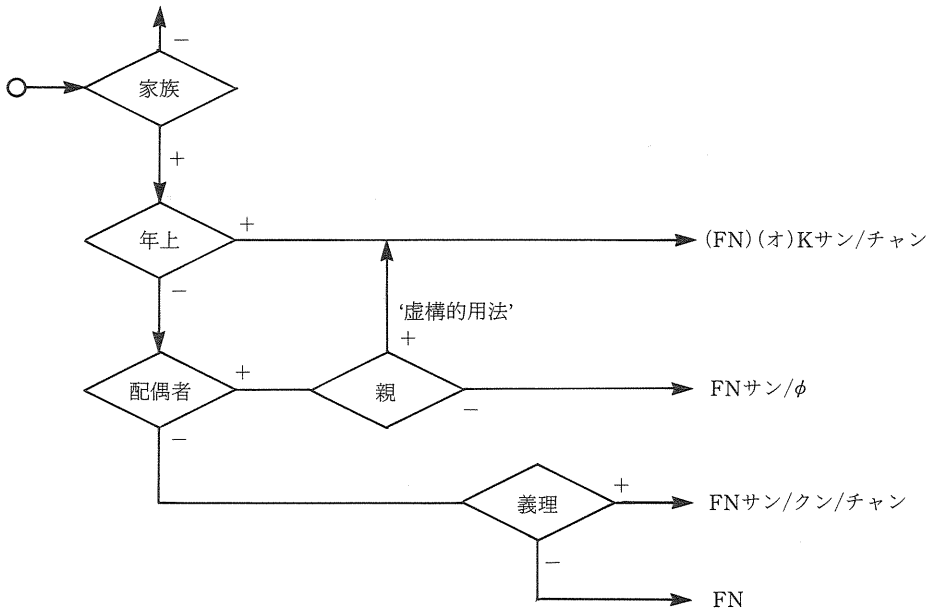 －
家族
＋
年上
＋
(FN)(オ)Kサン/チャン
－
‘虚構的用法’
＋
配偶者
＋
親
－
FNサン/φ
－
義理
＋
FNサン/クン/チャン
－
FN